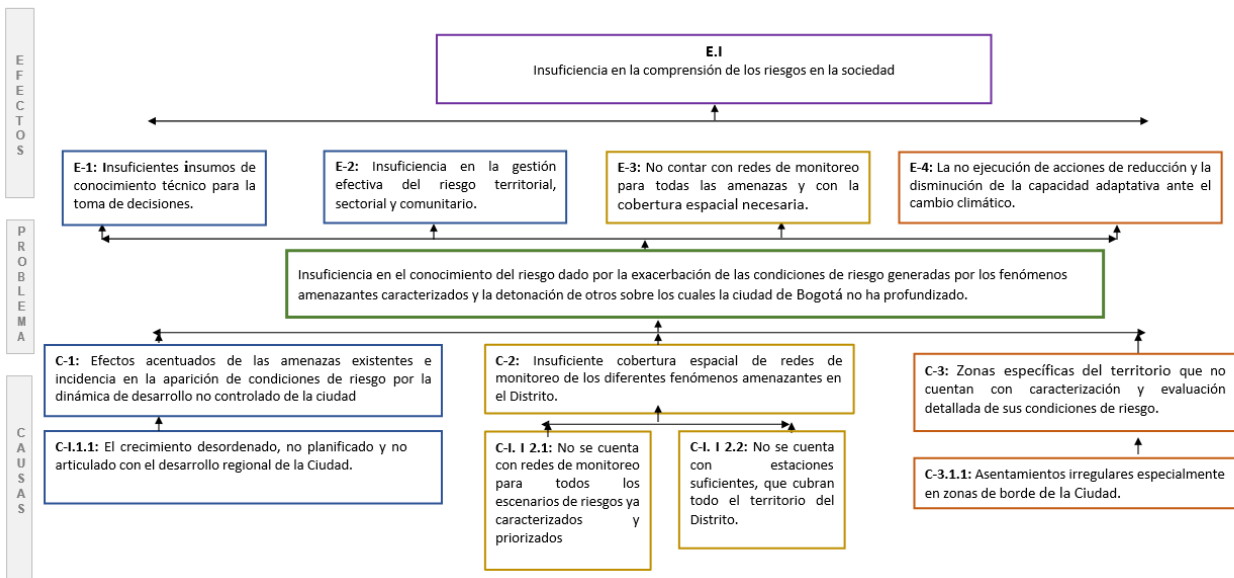 EFECTOS
E.I
Insuficiencia en la comprensión de los riesgos en la sociedad
E-1: Insuficientes insumos de
conocimiento técnico para la
toma de decisiones.
E-2: Insuficiencia en la gestión
efectiva del riesgo territorial,
sectorial y comunitario.
E-3: No contar con redes de monitoreo
para todas las amenazas y con la
cobertura espacial necesaria.
E-4: La no ejecución de acciones de reducción y la
disminución de la capacidad adaptativa ante el
cambio climático.
PROBLEMA
Insuficiencia en el conocimiento del riesgo dado por la exacerbación de las condiciones de riesgo generadas por los fenómenos
amenazantes caracterizados y la detonación de otros sobre los cuales la ciudad de Bogotá no ha profundizado.
CAUSAS
C-1: Efectos acentuados de las amenazas existentes e
incidencia en la aparición de condiciones de riesgo por la
dinámica de desarrollo no controlado de la ciudad
C-2: Insuficiente cobertura espacial de redes de
monitoreo de los diferentes fenómenos amenazantes en
el Distrito.
C-3: Zonas específicas del territorio que no
cuentan con caracterización y evaluación
detallada de sus condiciones de riesgo.
C-I.1.1: El crecimiento desordenado, no planificado y no
articulado con el desarrollo regional de la Ciudad.
C-I. I 2.1: No se cuenta
con redes de monitoreo
para todos los
escenarios de riesgos ya
caracterizados y
priorizados
C-I. I 2.2: No se cuenta
con estaciones
suficientes, que cubran
todo el territorio del
Distrito.
C-3.1.1: Asentamientos irregulares especialmente
en zonas de borde de la Ciudad.